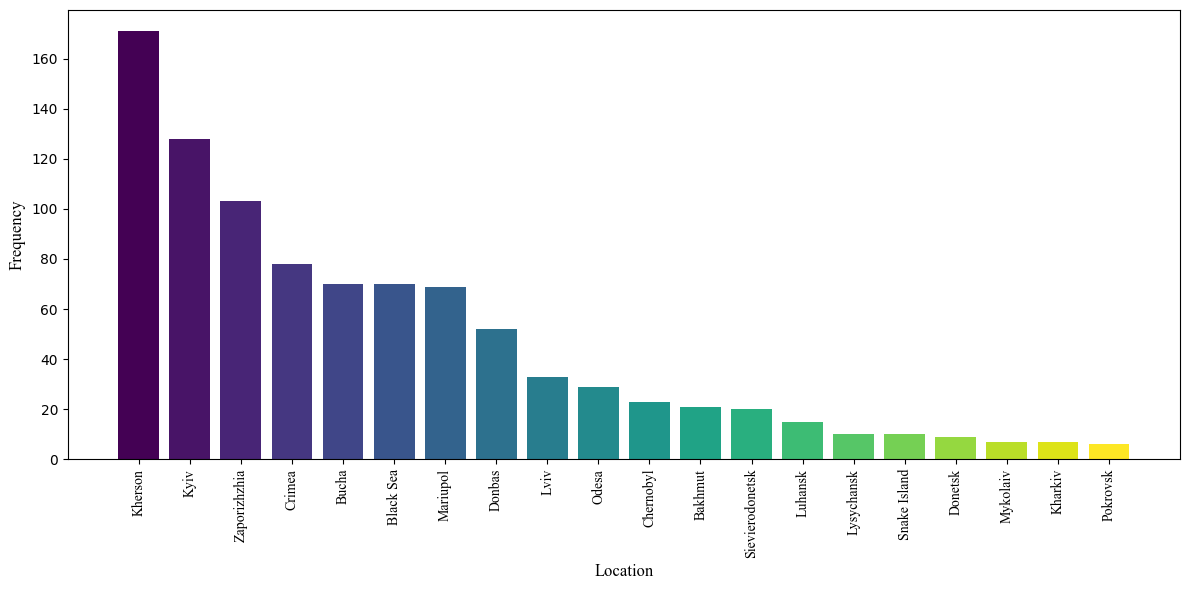 160
140
120
100
80
60
40
20
0
Frequency
Kherson
Kyiv
Zaporizhzhia
Crimea
Bucha
Black Sea
Mariupol
Donbas
Lviv
Odesa
Chernobyl
Bakhmut
Sievierodonetsk
Luhansk
Lysychansk
Snake Island
Donetsk
Mykolaiv
Kharkiv
Pokrovsk
Location